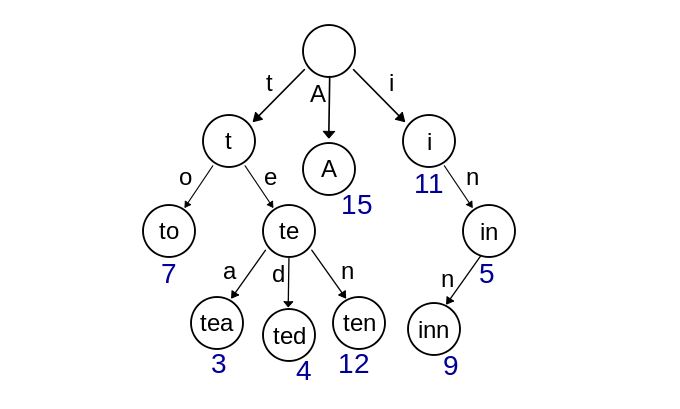 t A i
t A i
15 11
o e n
to te in
7 5
a d n n
tea ted ten inn
3 4 12 9